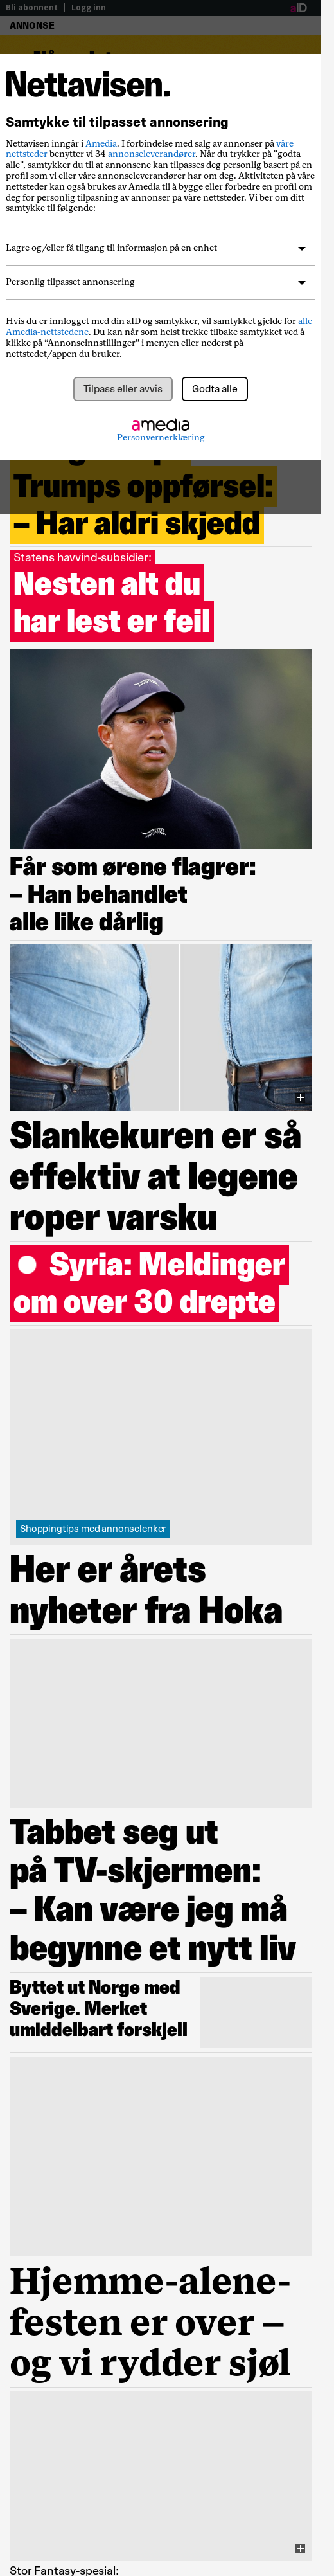 Bli abonnent | Logg inn
aID
ANNONSE
Nettavisen.
Samtykke til tilpasset annonsering
Nettavisen inngår i Amedia. I forbindelse med salg av annonser på våre
nettsteder benytter vi 34 annonseleverandører. Når du trykker på "godta
alle", samtykker du til at annonser kan tilpasses deg personlig basert på en
profil som vi eller våre annonseleverandører har om deg. Aktiviteten på våre
nettsteder kan også brukes av Amedia til å bygge eller forbedre en profil om
deg for personlig tilpasning av annonser på våre nettsteder. Vi ber om ditt
samtykke til følgende:
Lagre og/eller få tilgang til informasjon på en enhet
Personlig tilpasset annonsering
Hvis du er innlogget med din aID og samtykker, vil samtykket gjelde for alle
Amedia-nettstedene. Du kan når som helst trekke tilbake samtykket ved å
klikke på “Annonseinnstillinger” i menyen eller nederst på
nettstedet/appen du bruker.
Tilpass eller avvis
Godta alle
amedia
Personvernerklæring
Trumps oppførsel:
– Har aldri skjedd
Statens havvind-subsidier:
Nesten alt du
har lest er feil
Får som ørene flagrer:
– Han behandlet
alle like dårlig
Slankekuren er så
effektiv at legene
roper varsku
Syria: Meldinger
om over 30 drepte
Shoppingtips med annonselenker
Her er årets
nyheter fra Hoka
Tabbet seg ut
på TV-skjermen:
– Kan være jeg må
begynne et nytt liv
Byttet ut Norge med
Sverige. Merket
umiddelbart forskjell
Hjemme-alene-
festen er over –
og vi rydder sjøl
Stor Fantasy-spesial: